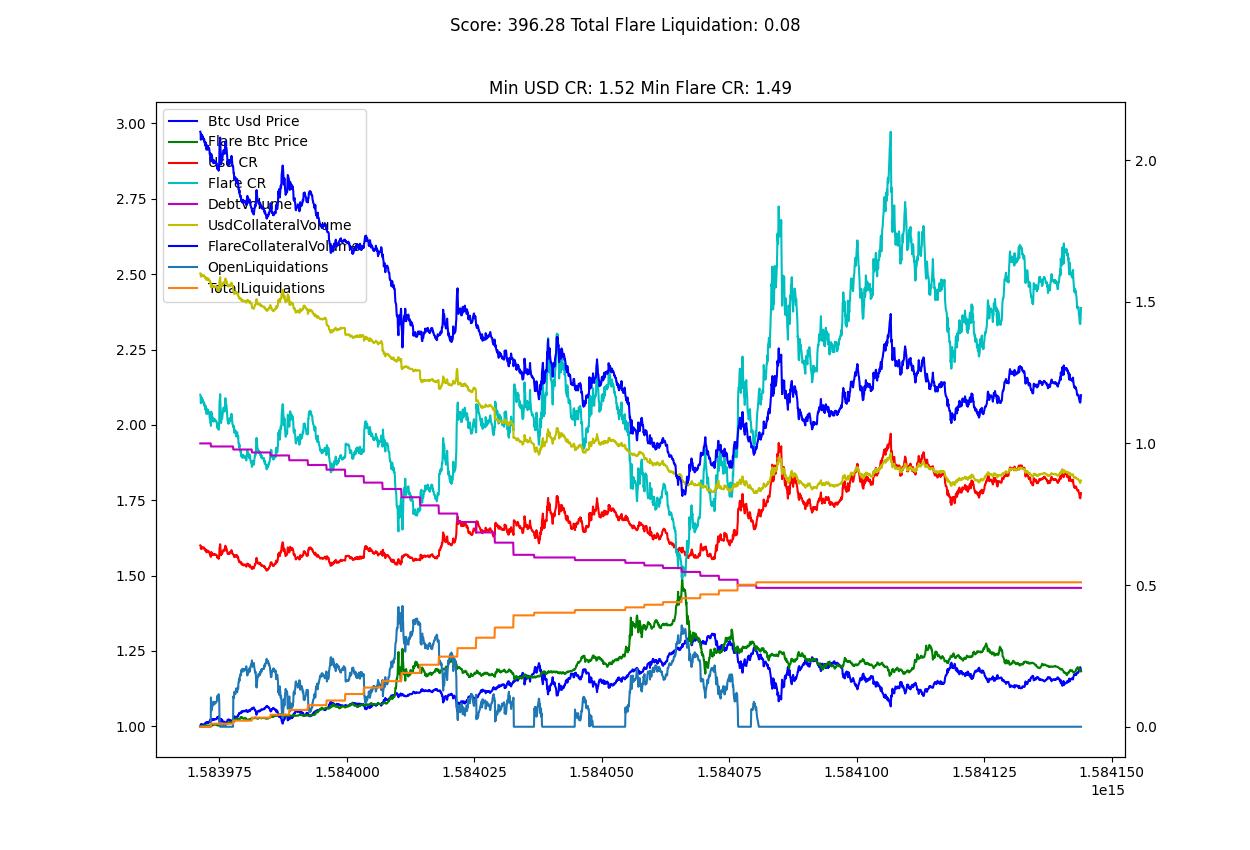 Score: 396.28 Total Flare Liquidation: 0.08
Min USD CR: 1.52 Min Flare CR: 1.49
3.00
2.75
2.50
2.25
2.00
1.75
1.50
1.25
1.00
Btc Usd Price
Flare Btc Price
Usd CR
Flare CR
DebtVolume
UsdCollateralVolume
FlareCollateralVolume
OpenLiquidations
TotalLiquidations
2.0
1.5
1.0
0.5
0.0
1.583975 1.584000 1.584025 1.584050 1.584075 1.584100 1.584125 1.584150
1e15